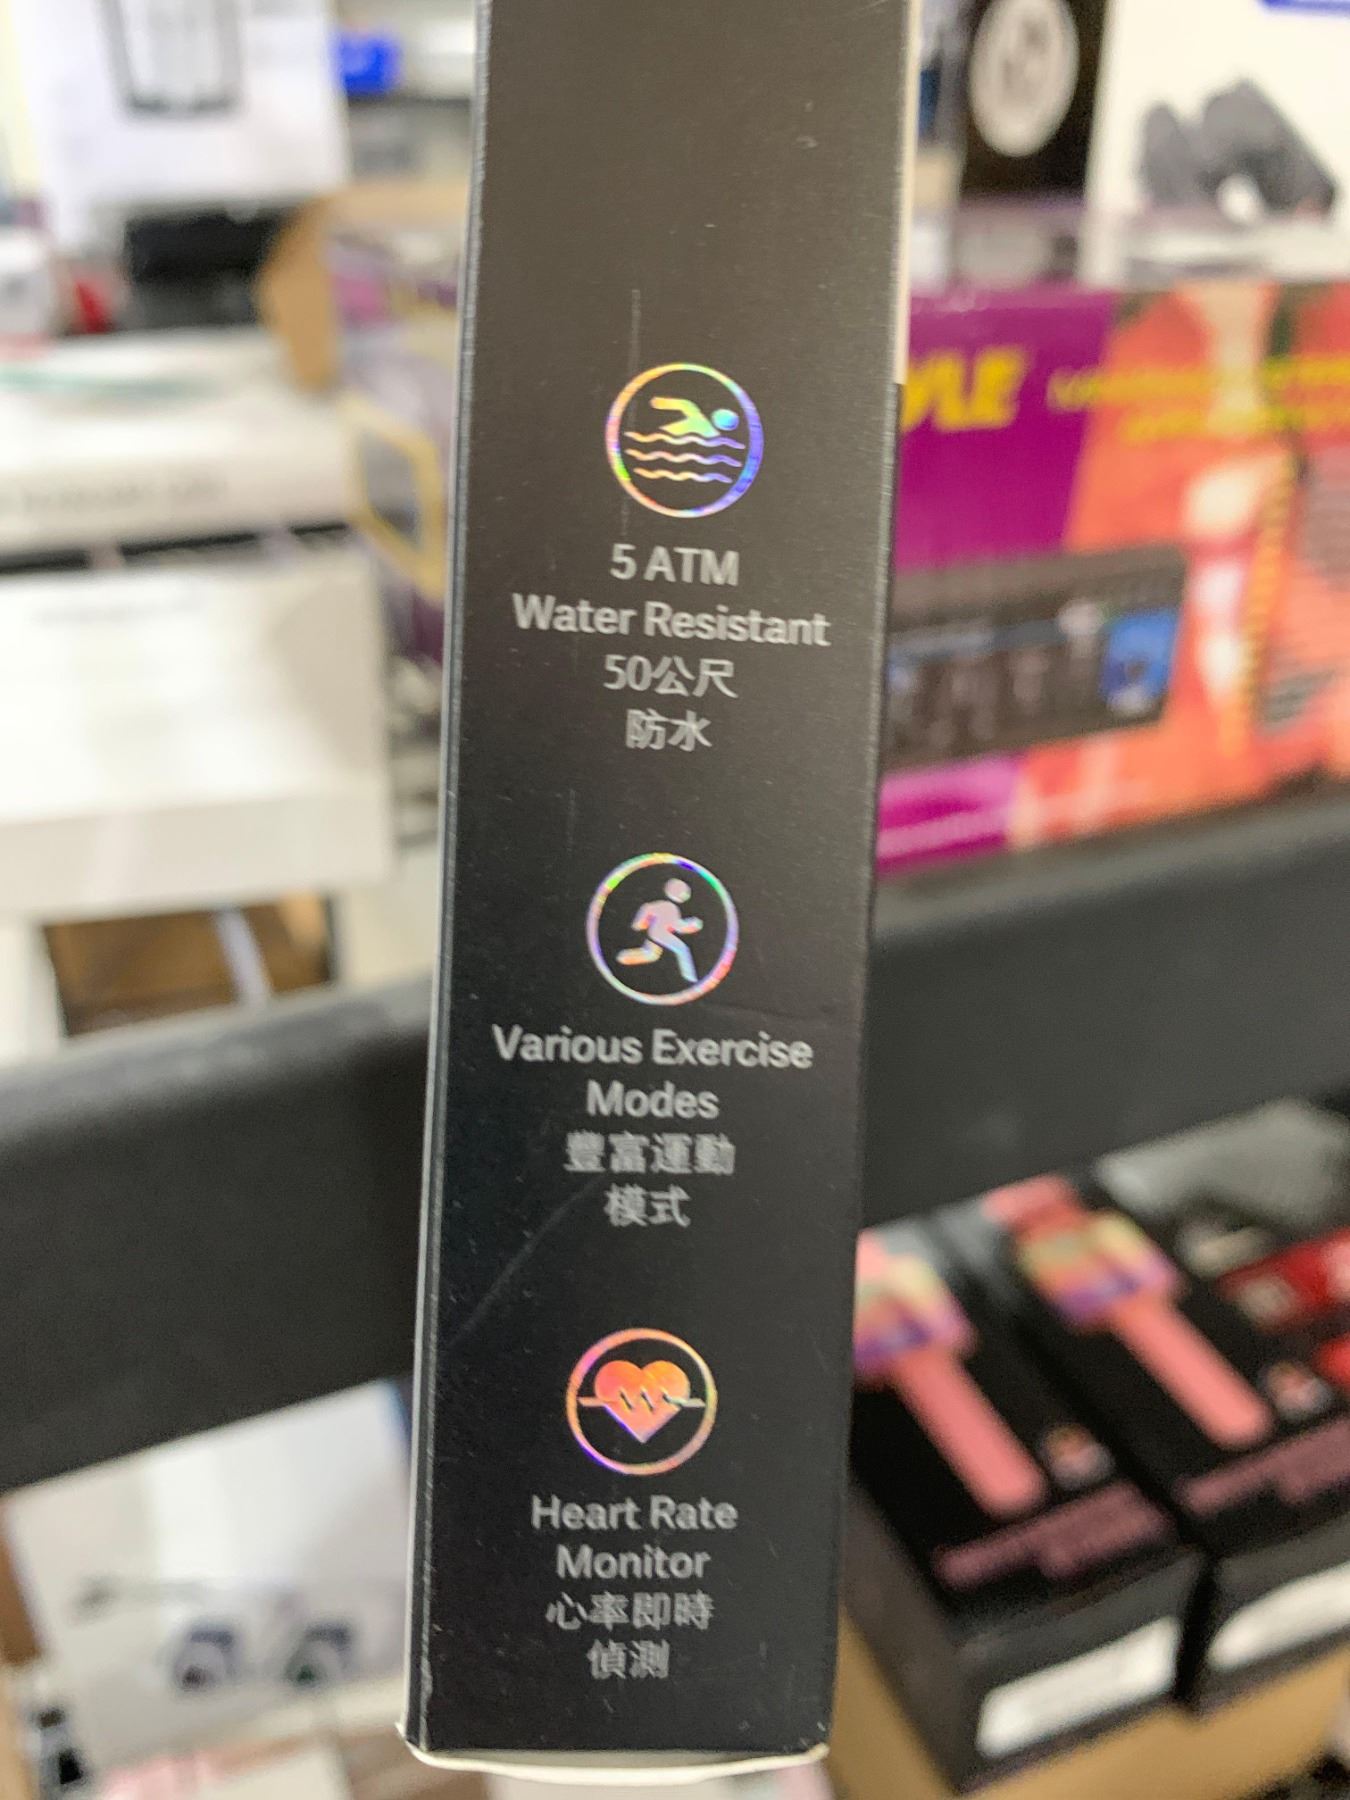 5 ATM
Water Resistant
50公尺
防水
Various Exercise
Modes
豐富運動
模式
Heart Rate
Monitor
心率即時
偵測